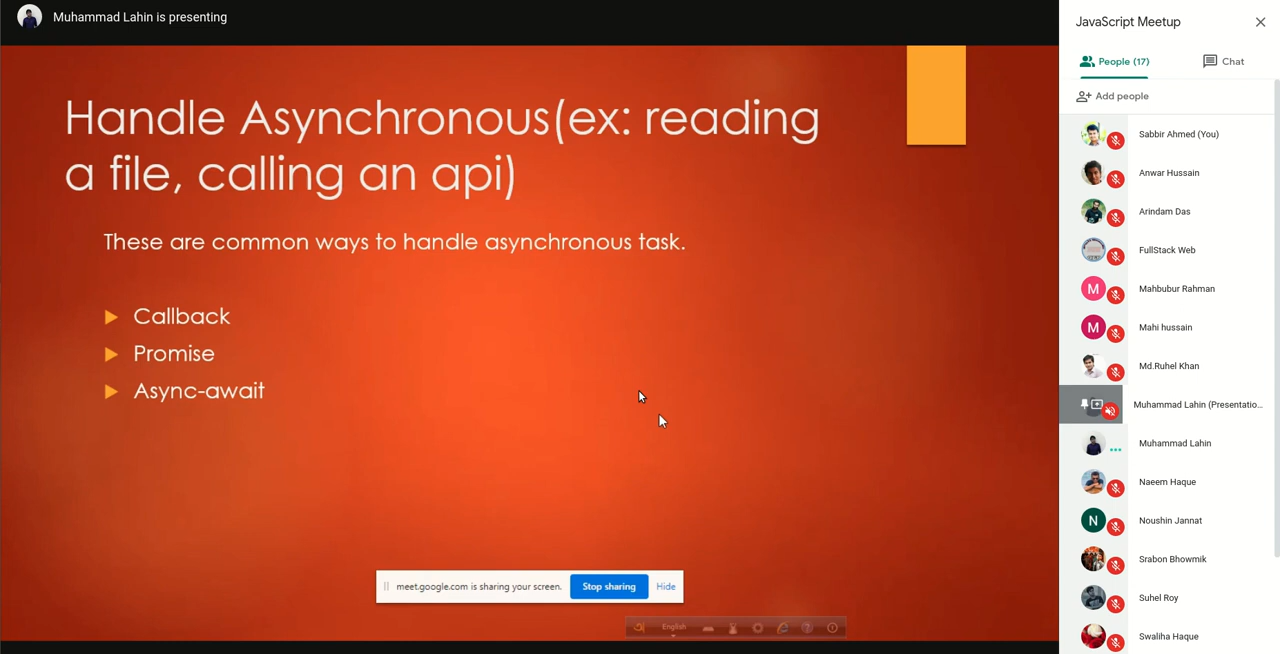 Muhammad Lahin is presenting
Handle Asynchronous(ex: reading
a file, calling an api)
These are common ways to handle asynchronous task.
Callback
Promise
Async-await
meet.google.com is sharing your screen.
Stop sharing
Hide
English
JavaScript Meetup
People (17)
Chat
Add people
Sabbir Ahmed (You)
Anwar Hussain
Arindam Das
FullStack Web
M
Mahbubur Rahman
M
Mahi hussain
Md.Ruhel Khan
Muhammad Lahin (Presentatio...
Muhammad Lahin
Naeem Haque
N
Noushin Jannat
Srabon Bhowmik
Suhel Roy
Swaliha Haque